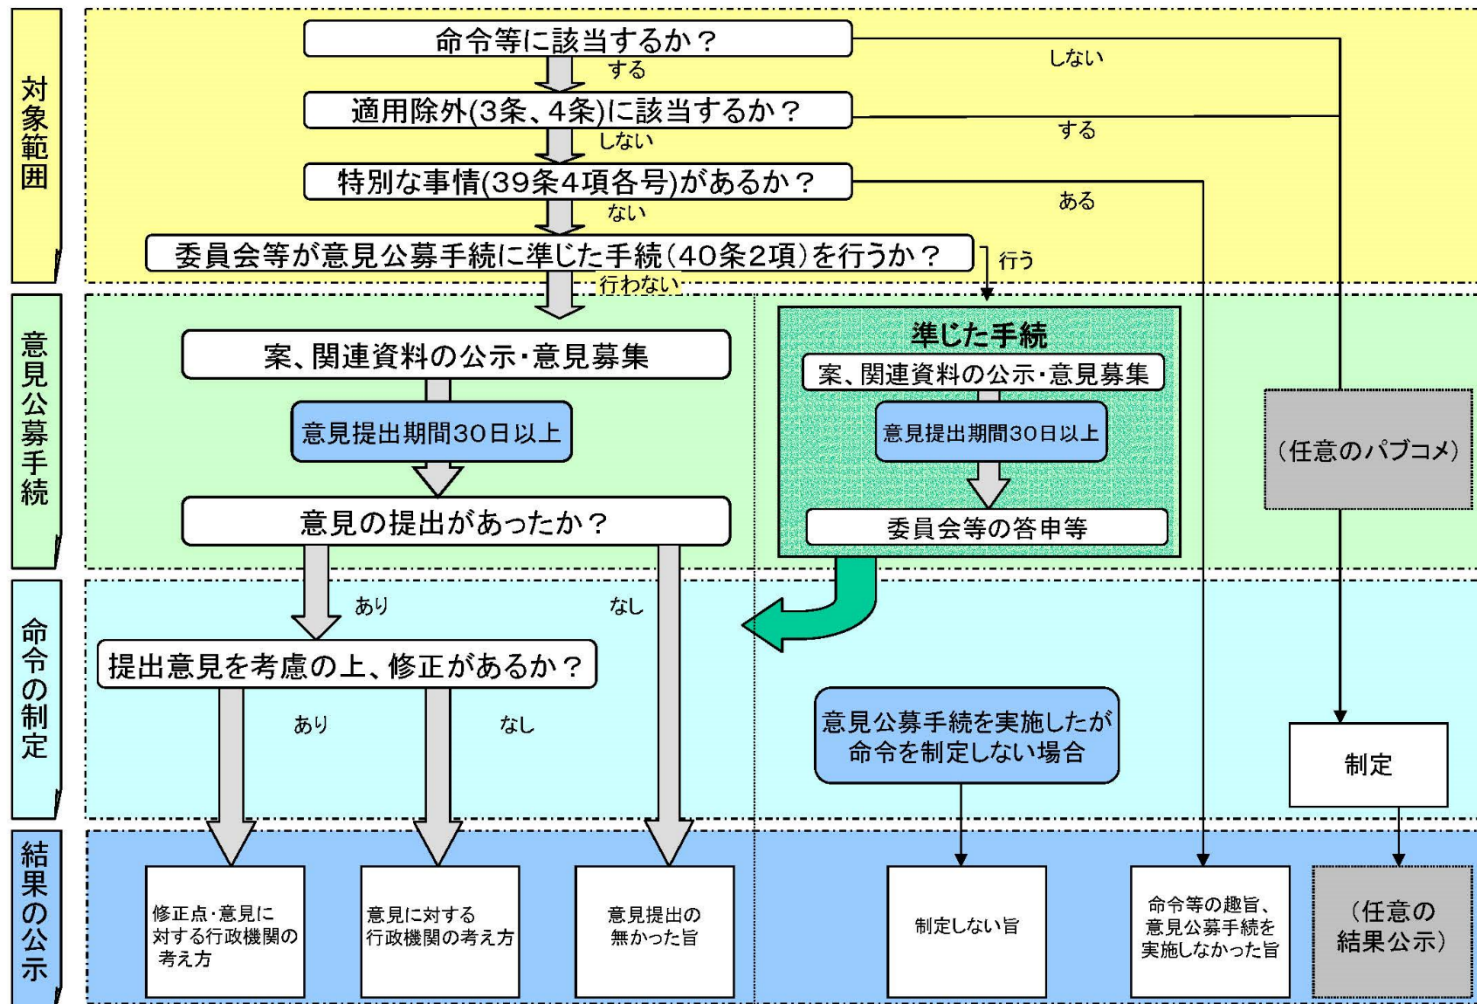 対象範囲
命令等に該当するか?
しない
する
適用除外(3条、4条)に該当するか?
する
しない
特別な事情(39条4項各号)があるか?
ある
ない
委員会等が意見公募手続に準じた手続(40条2項)を行うか?
行う
行わない
意見公募手続
案、関連資料の公示・意見募集
意見提出期間30日以上
意見の提出があったか?
準じた手続
案、関連資料の公示・意見募集
意見提出期間30日以上
委員会等の答申等
(任意のパブコメ)
命令の制定
あり
なし
提出意見を考慮の上、修正があるか?
あり
なし
意見公募手続を実施したが
命令を制定しない場合
制定
結果の公示
修正点・意見に
対する行政機関の
考え方
意見に対する
行政機関の考え方
意見提出の
無かった旨
制定しない旨
命令等の趣旨、
意見公募手続を
実施しなかった旨
(任意の
結果公示)